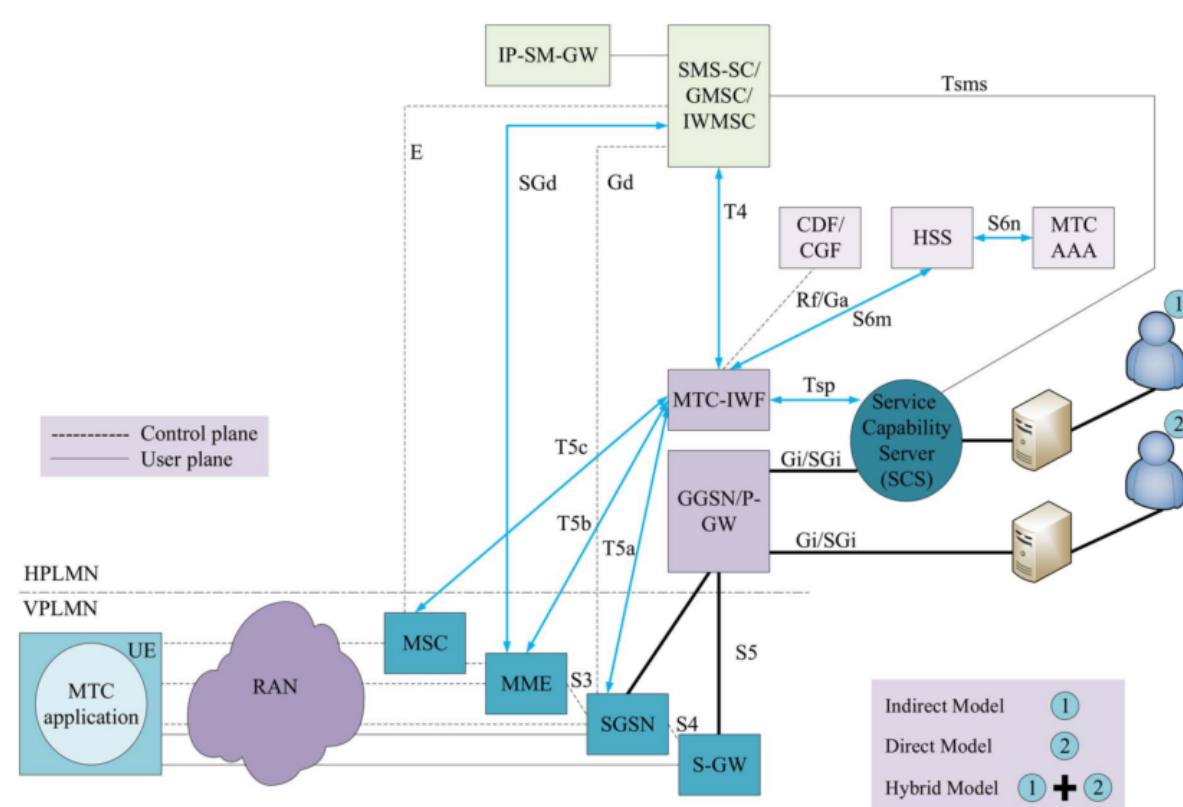 IP-SM-GW
SMS-SC/
GMSC/
IWMSC
Tsms
E
SGd
Gd
T4
CDF/
CGF
HSS
S6n
MTC
AAA
Rf/Ga
S6m
1
MTC-IWF
Tsp
Service
Capability
Server
(SCS)
2
Control plane
User plane
T5c
T5b
T5a
GGSN/P-
GW
Gi/SGi
Gi/SGi
HPLMN
VPLMN
UE
MTC
application
RAN
MSC
MME
S3
SGSN
S4
S-GW
S5
Indirect Model 1
Direct Model 2
Hybrid Model 1 + 2